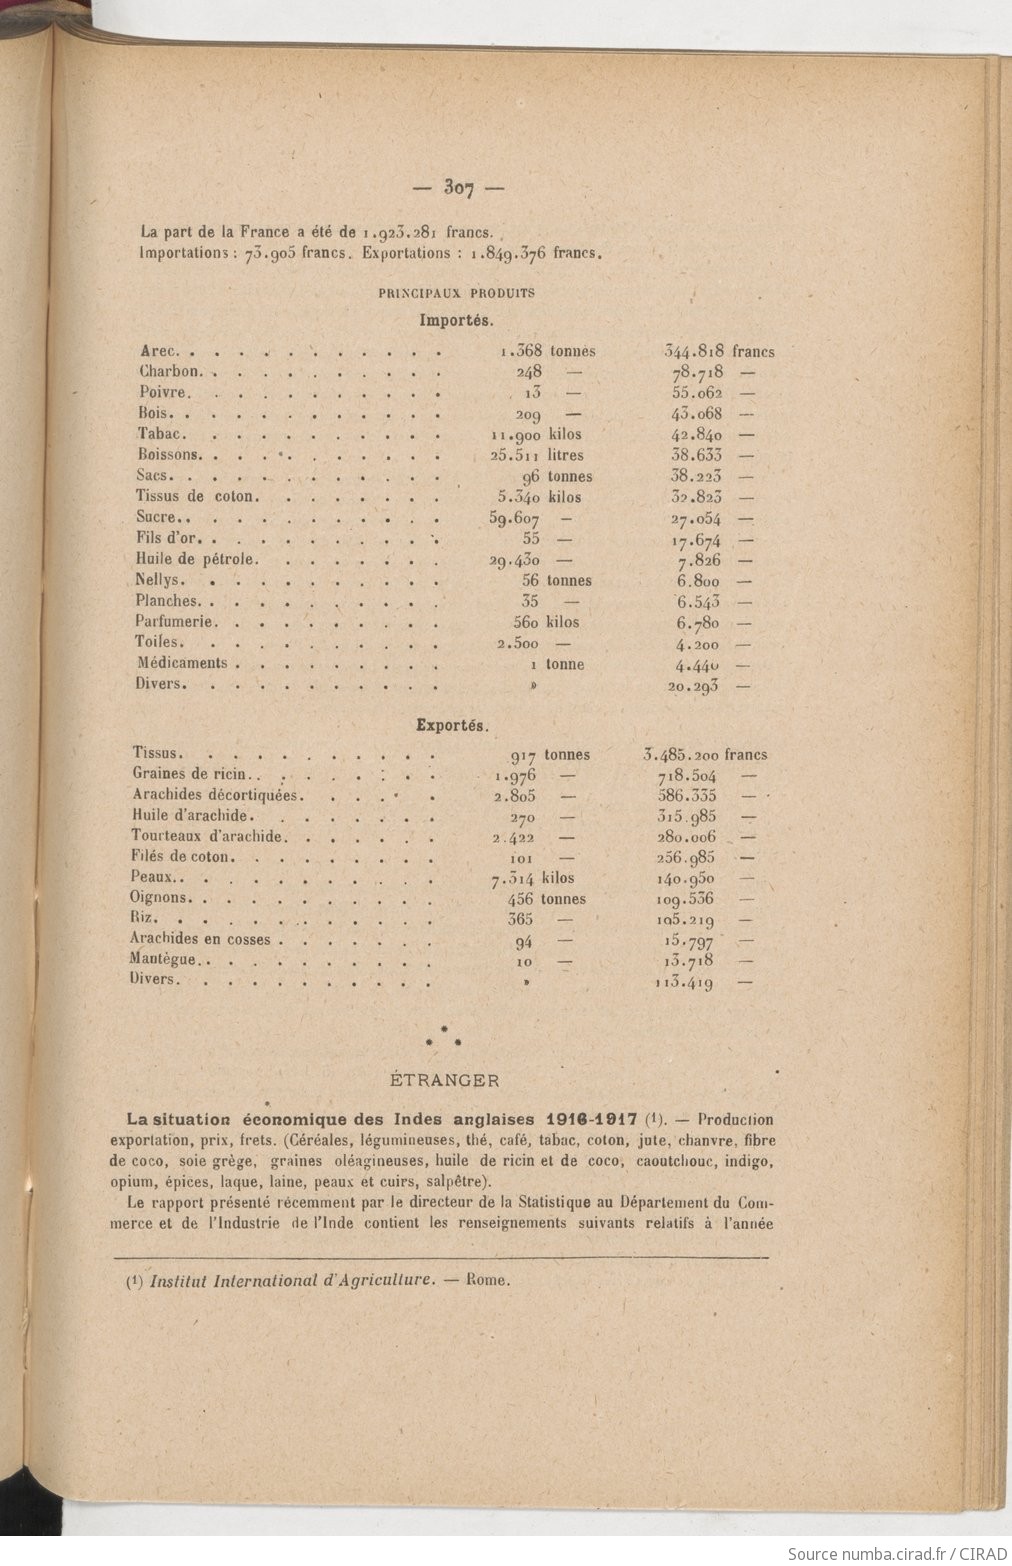 — 307 —
La part de la France a été de 1.923.281 francs.
Importations : 73.905 francs. Exportations : 1.849.376 francs.
PRINCIPAUX PRODUITS
Importés.
Arec. . . . . . . . . . . . 1.368 tonnes 344.818 francs
Charbon. . . . . . . . . . . 248 — 78.718 —
Poivre. . . . . . . . . . . 13 — 55.062 —
Bois. . . . . . . . . . . . 209 — 43.068 —
Tabac. . . . . . . . . . . 11.900 kilos 42.840 —
Boissons. . . . . . . . . . . 25.511 litres 38.633 —
Sacs. . . . . . . . . . . . 96 tonnes 38.223 —
Tissus de coton. . . . . . . . 5.340 kilos 32.823 —
Sucre. . . . . . . . . . . . 59.607 — 27.054 —
Fils d'or. . . . . . . . . . . 55 — 17.674 —
Huile de pétrole. . . . . . . . 29.430 — 7.826 —
Nellys. . . . . . . . . . . 56 tonnes 6.800 —
Planches. . . . . . . . . . . 35 — 6.543 —
Parfumerie. . . . . . . . . . 560 kilos 6.780 —
Toiles. . . . . . . . . . . 2.500 — 4.200 —
Médicaments . . . . . . . . . 1 tonne 4.440 —
Divers. . . . . . . . . . . » 20.293 —
Exportés.
Tissus. . . . . . . . . . . 917 tonnes 3.485.200 francs
Graines de ricin. . . . . . . . . 1.976 — 718.504 —
Arachides décortiquées. . . . . . 2.805 — 586.335 —
Huile d'arachide. . . . . . . . 270 — 315.985 —
Tourteaux d'arachide. . . . . . . 2.422 — 280.006 —
Filés de coton. . . . . . . . . 101 — 256.985 —
Peaux. . . . . . . . . . . . 7.314 kilos 140.950 —
Oignons. . . . . . . . . . . 456 tonnes 109.536 —
Riz. . . . . . . . . . . . 365 — 105.219 —
Arachides en cosses . . . . . . . 94 — 15.797 —
Mantègue. . . . . . . . . . . 10 — 13.718 —
Divers. . . . . . . . . . . » 113.419 —
* * *
ÉTRANGER
La situation économique des Indes anglaises 1916-1917 (1). — Production
exportation, prix, frets. (Céréales, légumineuses, thé, café, tabac, coton, jute, chanvre, fibre
de coco, soie grège, graines oléagineuses, huile de ricin et de coco, caoutchouc, indigo,
opium, épices, laque, laine, peaux et cuirs, salpêtre).
Le rapport présenté récemment par le directeur de la Statistique au Département du Com-
merce et de l'Industrie de l'Inde contient les renseignements suivants relatifs à l'année
(1) Institut International d'Agriculture. — Rome.
Source numba.cirad.fr / CIRAD